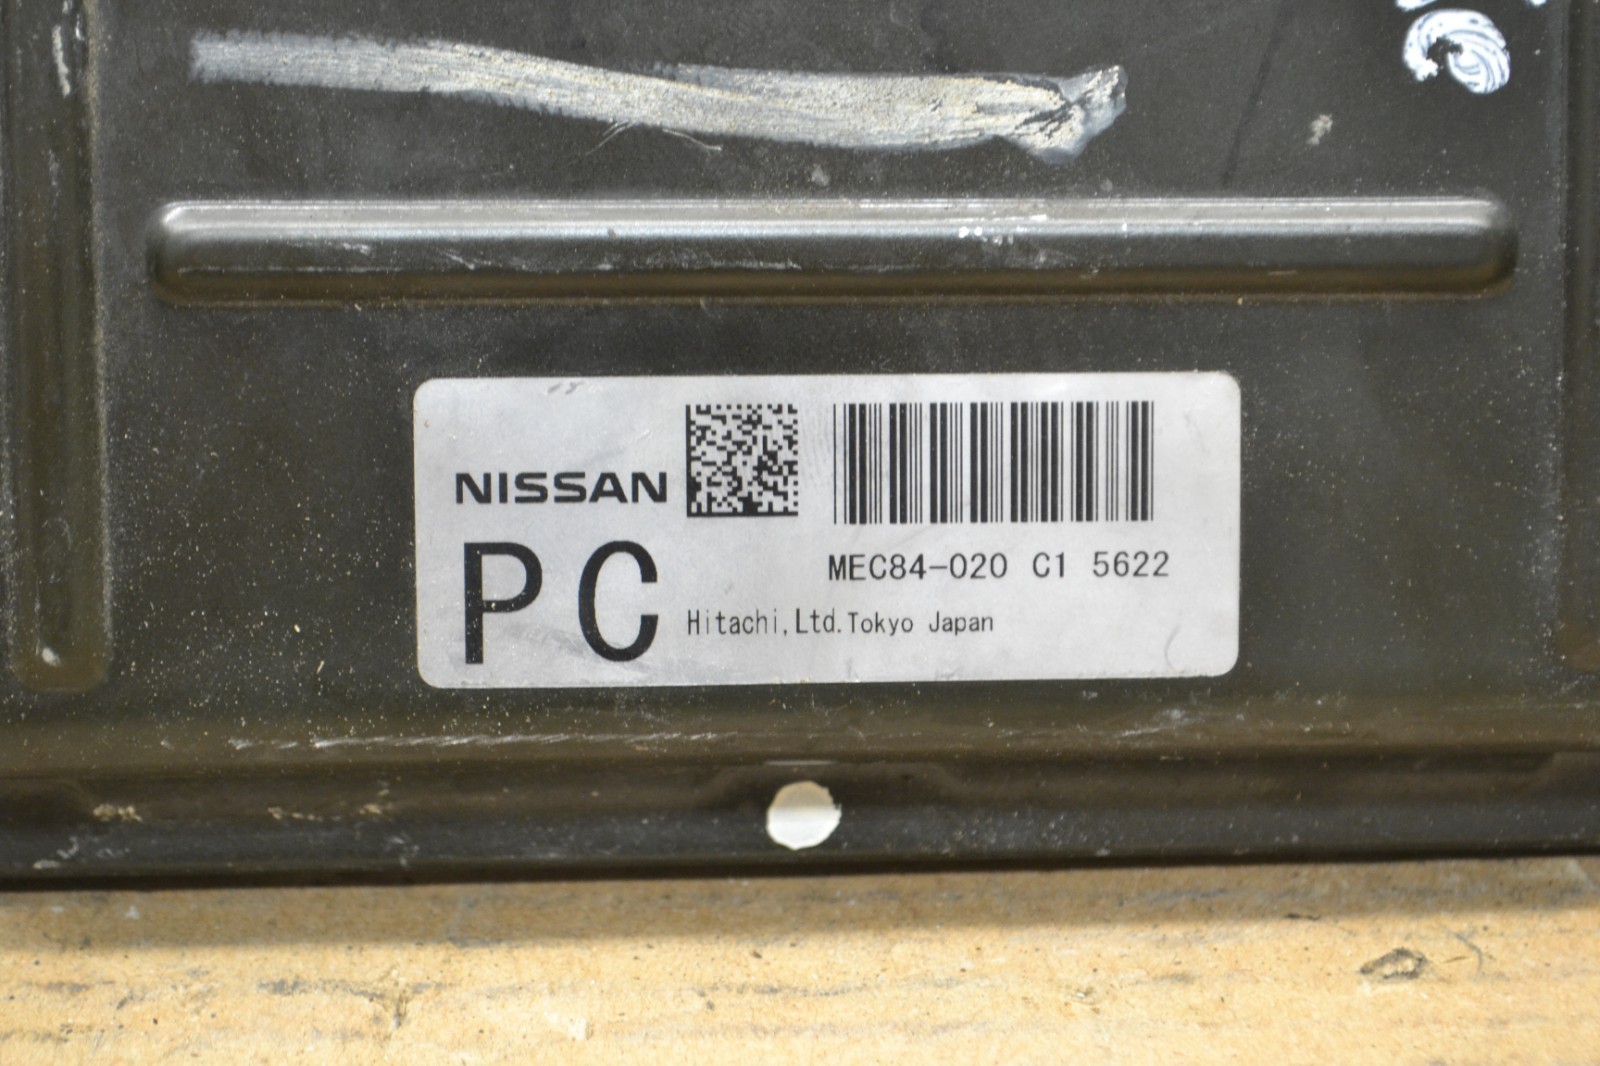 NISSAN
PC
MEC84-020 C1 5622
Hitachi,Ltd.Tokyo Japan